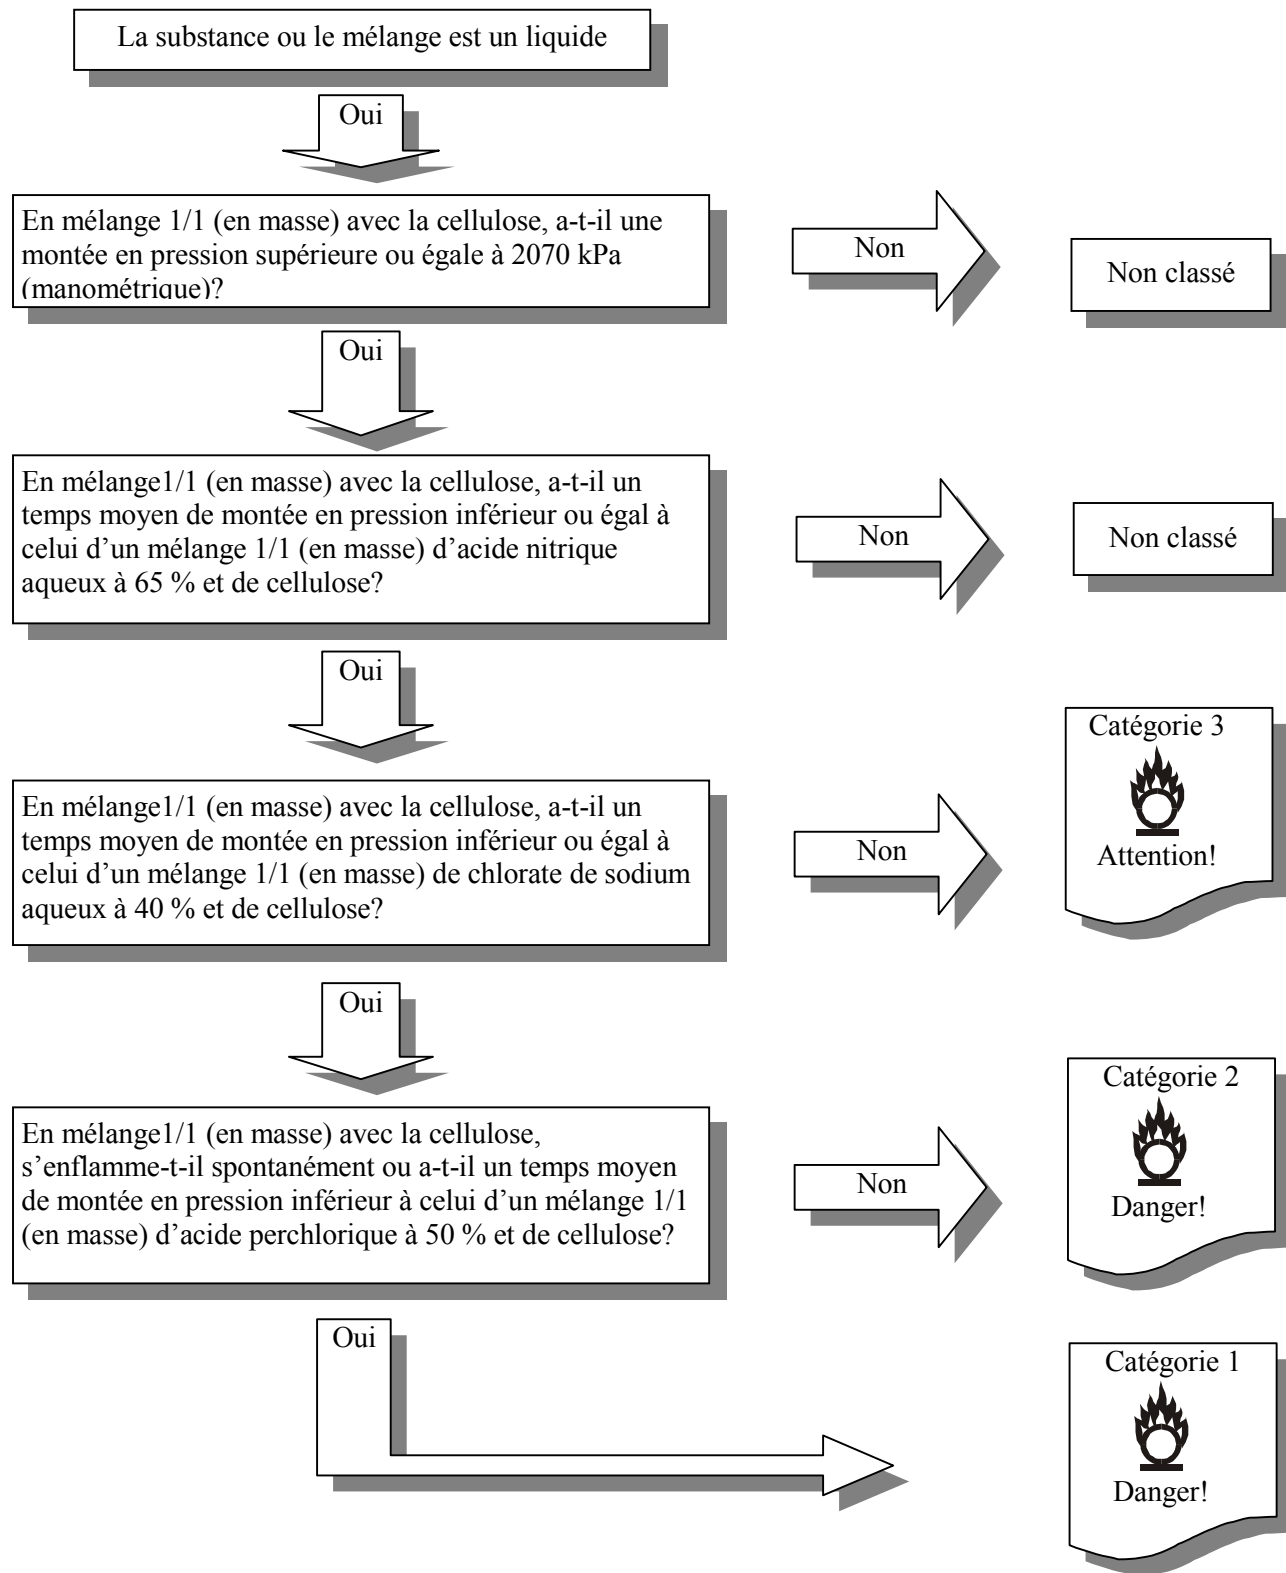 La substance ou le mélange est un liquide
Oui
En mélange 1/1 (en masse) avec la cellulose, a-t-il une
montée en pression supérieure ou égale à 2070 kPa
(manométrique)?
Non
Non classé
Oui
En mélange1/1 (en masse) avec la cellulose, a-t-il un
temps moyen de montée en pression inférieur ou égal à
celui d’un mélange 1/1 (en masse) d’acide nitrique
aqueux à 65 % et de cellulose?
Non
Non classé
Oui
En mélange1/1 (en masse) avec la cellulose, a-t-il un
temps moyen de montée en pression inférieur ou égal à
celui d’un mélange 1/1 (en masse) de chlorate de sodium
aqueux à 40 % et de cellulose?
Non
Catégorie 3
Attention!
Oui
En mélange1/1 (en masse) avec la cellulose,
s’enflamme-t-il spontanément ou a-t-il un temps moyen
de montée en pression inférieur à celui d’un mélange 1/1
(en masse) d’acide perchlorique à 50 % et de cellulose?
Non
Catégorie 2
Danger!
Oui
Catégorie 1
Danger!